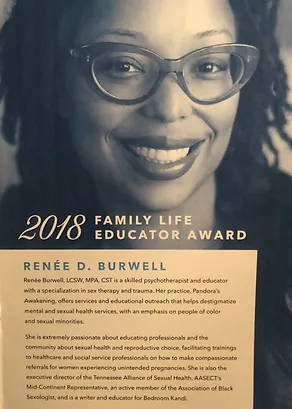 2018 FAMILY LIFE
EDUCATOR AWARD
RENÉE D. BURWELL
Renée Burwell, LCSW, MPA, CST is a skilled psychotherapist and educator
with a specialization in sex therapy and trauma. Her practice, Pandora's
Awakening, offers services and educational outreach that helps destigmatize
mental and sexual health services, with an emphasis on people of color
and sexual minorities.
She is extremely passionate about educating professionals and the
community about sexual health and reproductive choice, facilitating trainings
to healthcare and social service professionals on how to make compassionate
referrals for women experiencing unintended pregnancies. She is also the
executive director of the Tennessee Alliance of Sexual Health, AASECT's
Mid-Continent Representative, an active member of the Association of Black
Sexologist, and is a writer and educator for Bedroom Kandi.